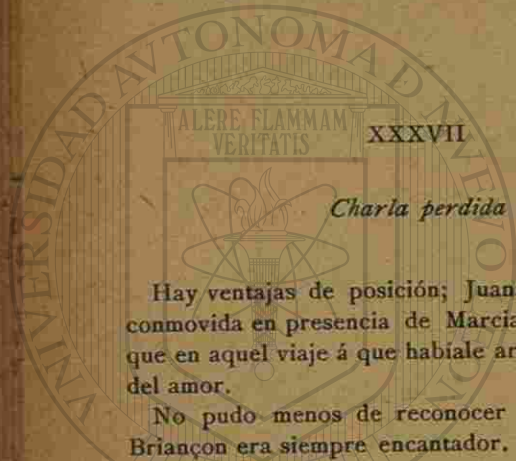 UNIVERSIDAD AUTONOMA DE NUEVO
ALERE FLAMMAM
VERITATIS
XXXVII
Charla perdida
Hay ventajas de posición; Juan
conmovida en presencia de Marcia
que en aquel viaje á que habíale ar
del amor.
No pudo menos de reconocer
Briançon era siempre encantador.